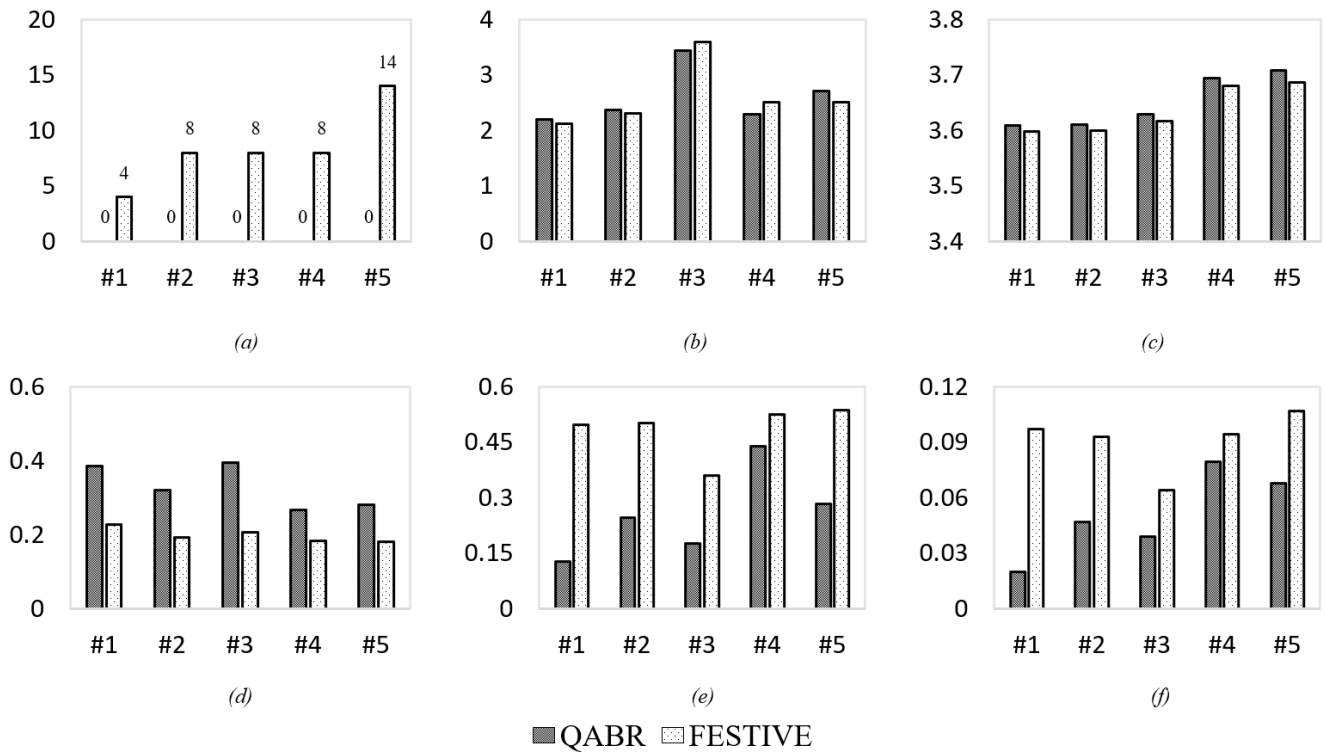 20
15
10
5
0
0 4 0 8 0 8 0 8 0 14
#1 #2 #3 #4 #5
(a)
4
3
2
1
0
#1 #2 #3 #4 #5
(b)
3.8
3.7
3.6
3.5
3.4
#1 #2 #3 #4 #5
(c)
0.6
0.4
0.2
0
#1 #2 #3 #4 #5
(d)
0.6
0.45
0.3
0.15
0
#1 #2 #3 #4 #5
(e)
0.12
0.09
0.06
0.03
0
#1 #2 #3 #4 #5
(f)
QABR FESTIVE